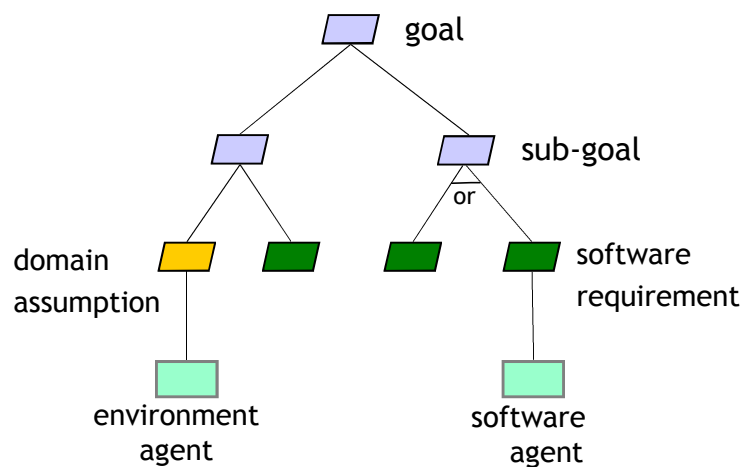 goal
sub-goal
or
domain
assumption
software
requirement
environment
agent
software
agent